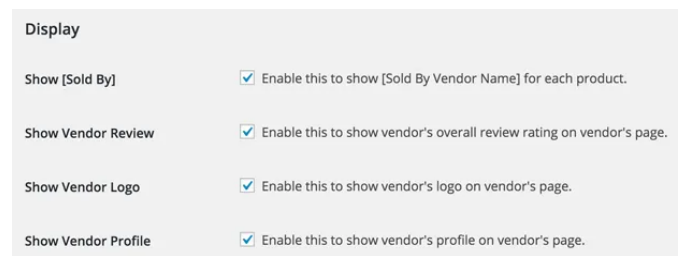 Display
Show [Sold By] Enable this to show [Sold By Vendor Name] for each product.
Show Vendor Review Enable this to show vendor's overall review rating on vendor's page.
Show Vendor Logo Enable this to show vendor's logo on vendor's page.
Show Vendor Profile Enable this to show vendor's profile on vendor's page.